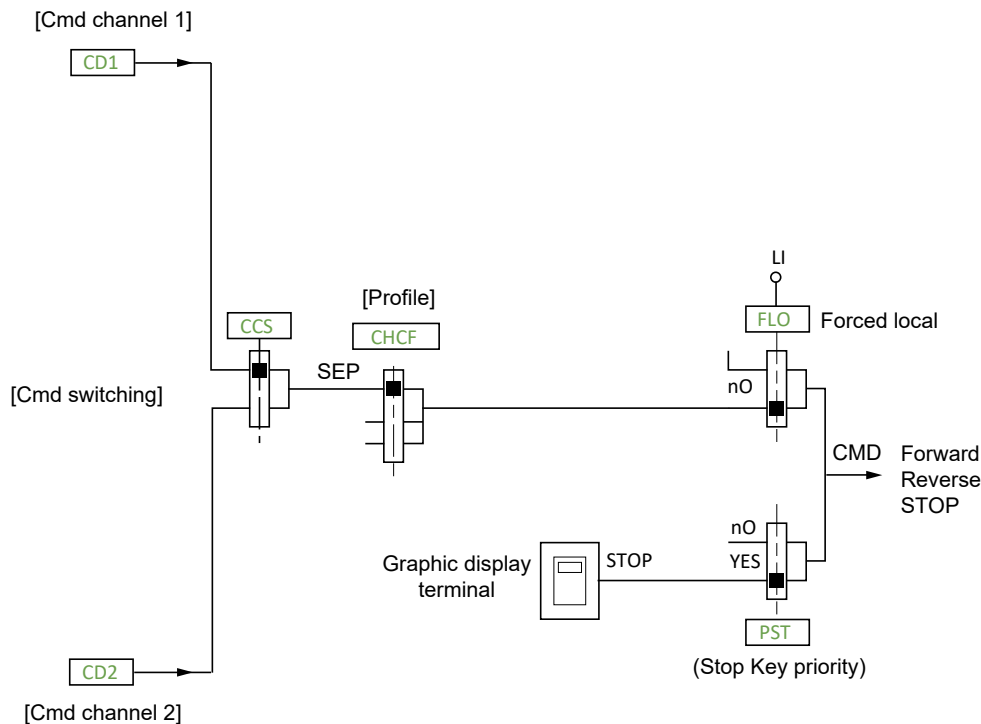 [Cmd channel 1]
CD1
LI
[Profile]
CCS
CHCF
FLO
Forced local
SEP
nO
[Cmd switching]
CMD
Forward
Reverse
STOP
nO
Graphic display
terminal
STOP
YES
PST
(Stop Key priority)
CD2
[Cmd channel 2]